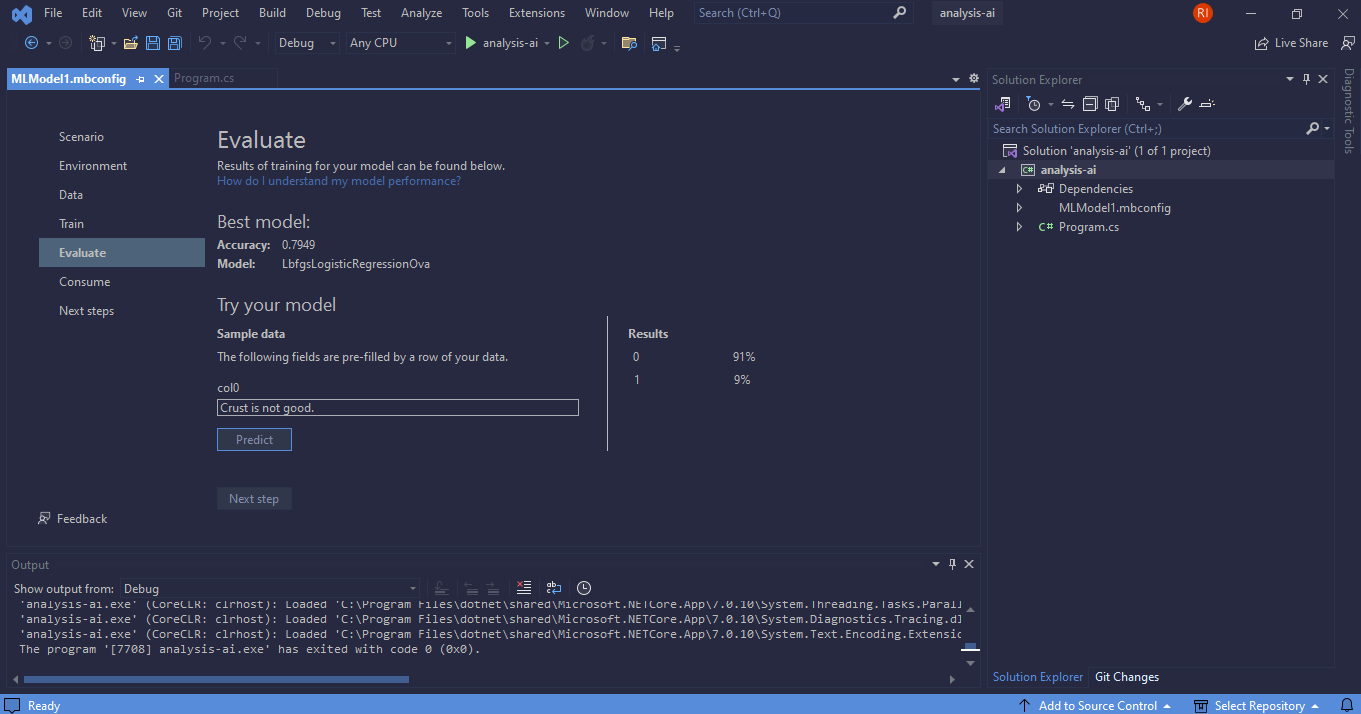 File Edit View Git Project Build Debug Test Analyze Tools Extensions Window Help Search (Ctrl+Q) analysis-ai RI
Debug Any CPU analysis-ai Live Share
MLModel1.mbconfig Program.cs
Scenario
Environment
Data
Train
Evaluate
Consume
Next steps
Feedback
Evaluate
Results of training for your model can be found below.
How do I understand my model performance?
Best model:
Accuracy: 0.7949
Model: LbfgsLogisticRegressionOva
Try your model
Sample data
The following fields are pre-filled by a row of your data.
col0
Crust is not good.
Predict
Next step
Results
0 91%
1 9%
Solution Explorer
Search Solution Explorer (Ctrl+;)
Solution 'analysis-ai' (1 of 1 project)
C# analysis-ai
Dependencies
MLModel1.mbconfig
C# Program.cs
Solution Explorer Git Changes
Diagnostic Tools
Output
Show output from: Debug
'analysis-ai.exe' (CoreCLR: clrhost): Loaded 'C:\Program Files\dotnet\shared\Microsoft.NETCore.App\7.0.10\System.Threading.Tasks.Parall
'analysis-ai.exe' (CoreCLR: clrhost): Loaded 'C:\Program Files\dotnet\shared\Microsoft.NETCore.App\7.0.10\System.Diagnostics.Tracing.dl
'analysis-ai.exe' (CoreCLR: clrhost): Loaded 'C:\Program Files\dotnet\shared\Microsoft.NETCore.App\7.0.10\System.Text.Encoding.Extensio
The program '[7708] analysis-ai.exe' has exited with code 0 (0x0).
Ready Add to Source Control Select Repository